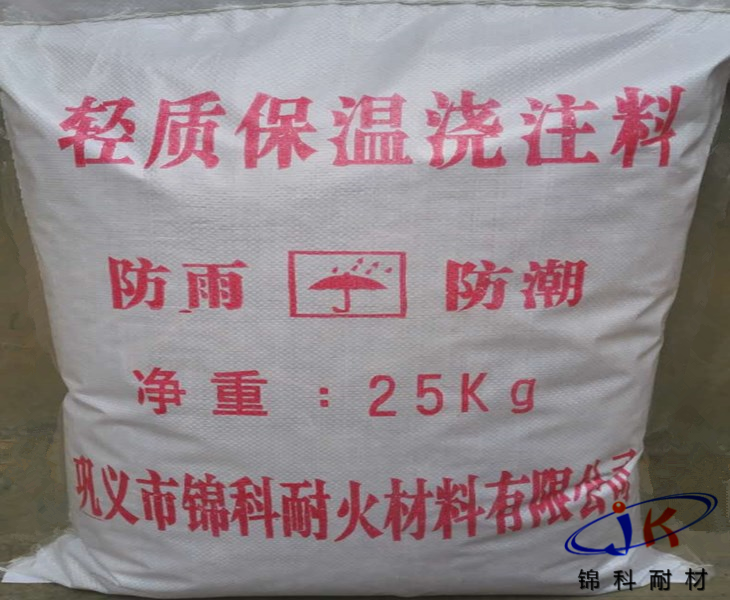 轻质保温浇注料
防雨 防潮
净重：25Kg
巩义市锦科耐火材料有限公司
JK
锦科耐材